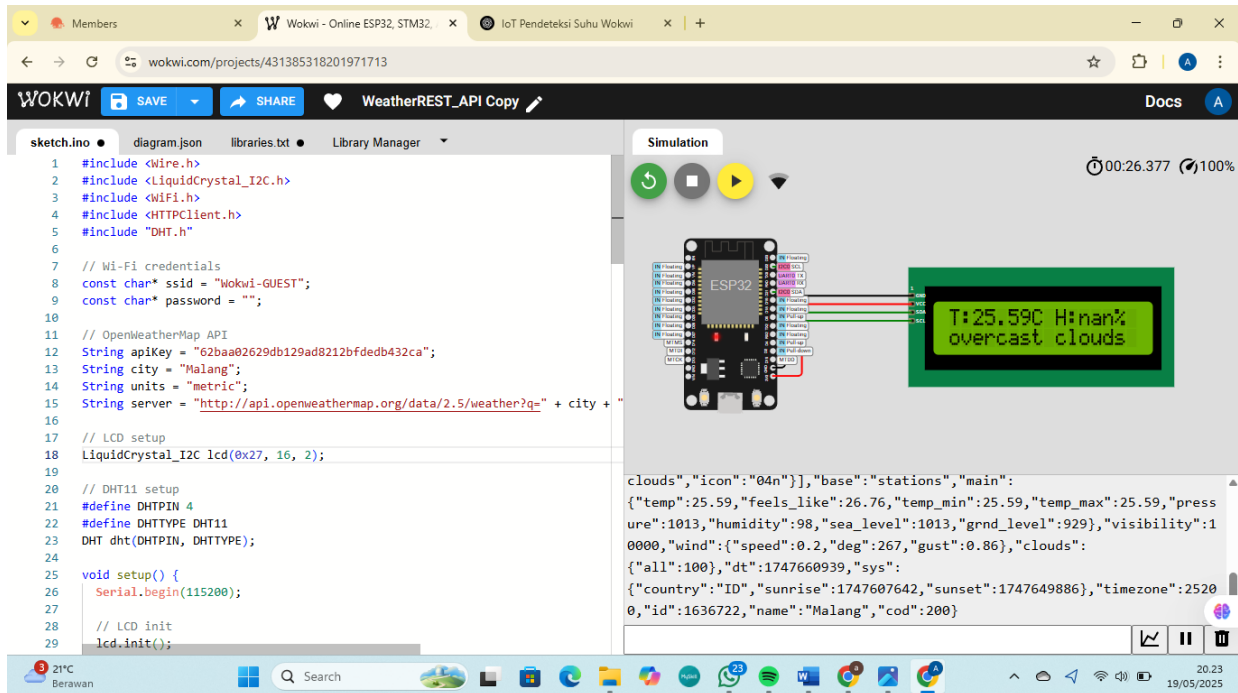 Members
Wokwi - Online ESP32, STM32,
IoT Pendeteksi Suhu Wokwi
wokwi.com/projects/431385318201971713
A
WOKWi
SAVE
SHARE
WeatherREST_API Copy
Docs
A
sketch.ino
diagram.json
libraries.txt
Library Manager
1 #include <Wire.h>
2 #include <LiquidCrystal_I2C.h>
3 #include <WiFi.h>
4 #include <HTTPClient.h>
5 #include "DHT.h"
6
7 // Wi-Fi credentials
8 const char* ssid = "Wokwi-GUEST";
9 const char* password = "";
10
11 // OpenWeatherMap API
12 String apiKey = "62baa02629db129ad8212bfdedb432ca";
13 String city = "Malang";
14 String units = "metric";
15 String server = "http://api.openweathermap.org/data/2.5/weather?q=" + city + "
16
17 // LCD setup
18 LiquidCrystal_I2C lcd(0x27, 16, 2);
19
20 // DHT11 setup
21 #define DHTPIN 4
22 #define DHTTYPE DHT11
23 DHT dht(DHTPIN, DHTTYPE);
24
25 void setup() {
26 Serial.begin(115200);
27
28 // LCD init
29 lcd.init();
Simulation
00:26.377
100%
ESP32
GND
VCC
SDA
SCL
T:25.59C H:nan%
overcast clouds
clouds","icon":"04n"}],"base":"stations","main":
{"temp":25.59,"feels_like":26.76,"temp_min":25.59,"temp_max":25.59,"press
ure":1013,"humidity":98,"sea_level":1013,"grnd_level":929},"visibility":1
0000,"wind":{"speed":0.2,"deg":267,"gust":0.86},"clouds":
{"all":100},"dt":1747660939,"sys":
{"country":"ID","sunrise":1747607642,"sunset":1747649886},"timezone":2520
0,"id":1636722,"name":"Malang","cod":200}
3
21°C
Berawan
Search
23
20.23
19/05/2025